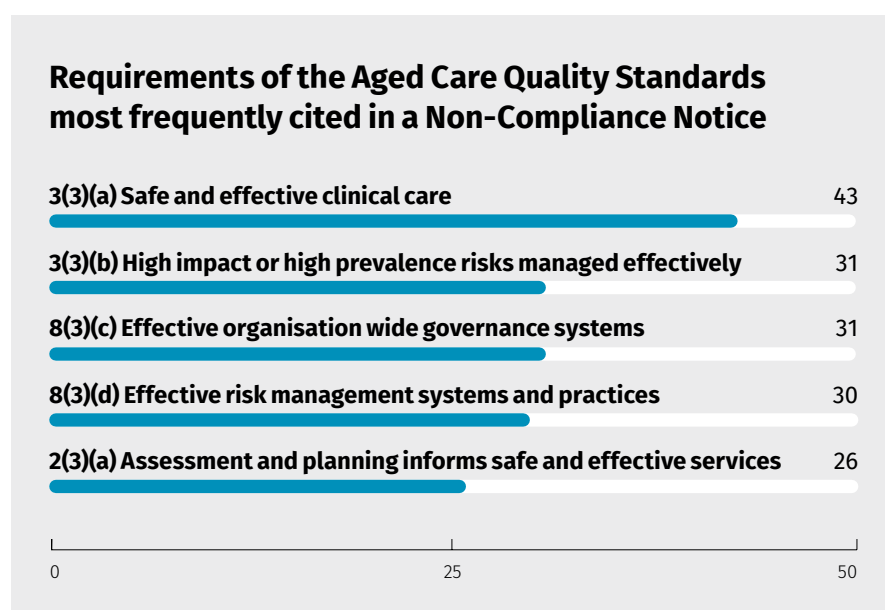 Requirements of the Aged Care Quality Standards
most frequently cited in a Non-Compliance Notice
3(3)(a) Safe and effective clinical care 43
3(3)(b) High impact or high prevalence risks managed effectively 31
8(3)(c) Effective organisation wide governance systems 31
8(3)(d) Effective risk management systems and practices 30
2(3)(a) Assessment and planning informs safe and effective services 26
0 25 50